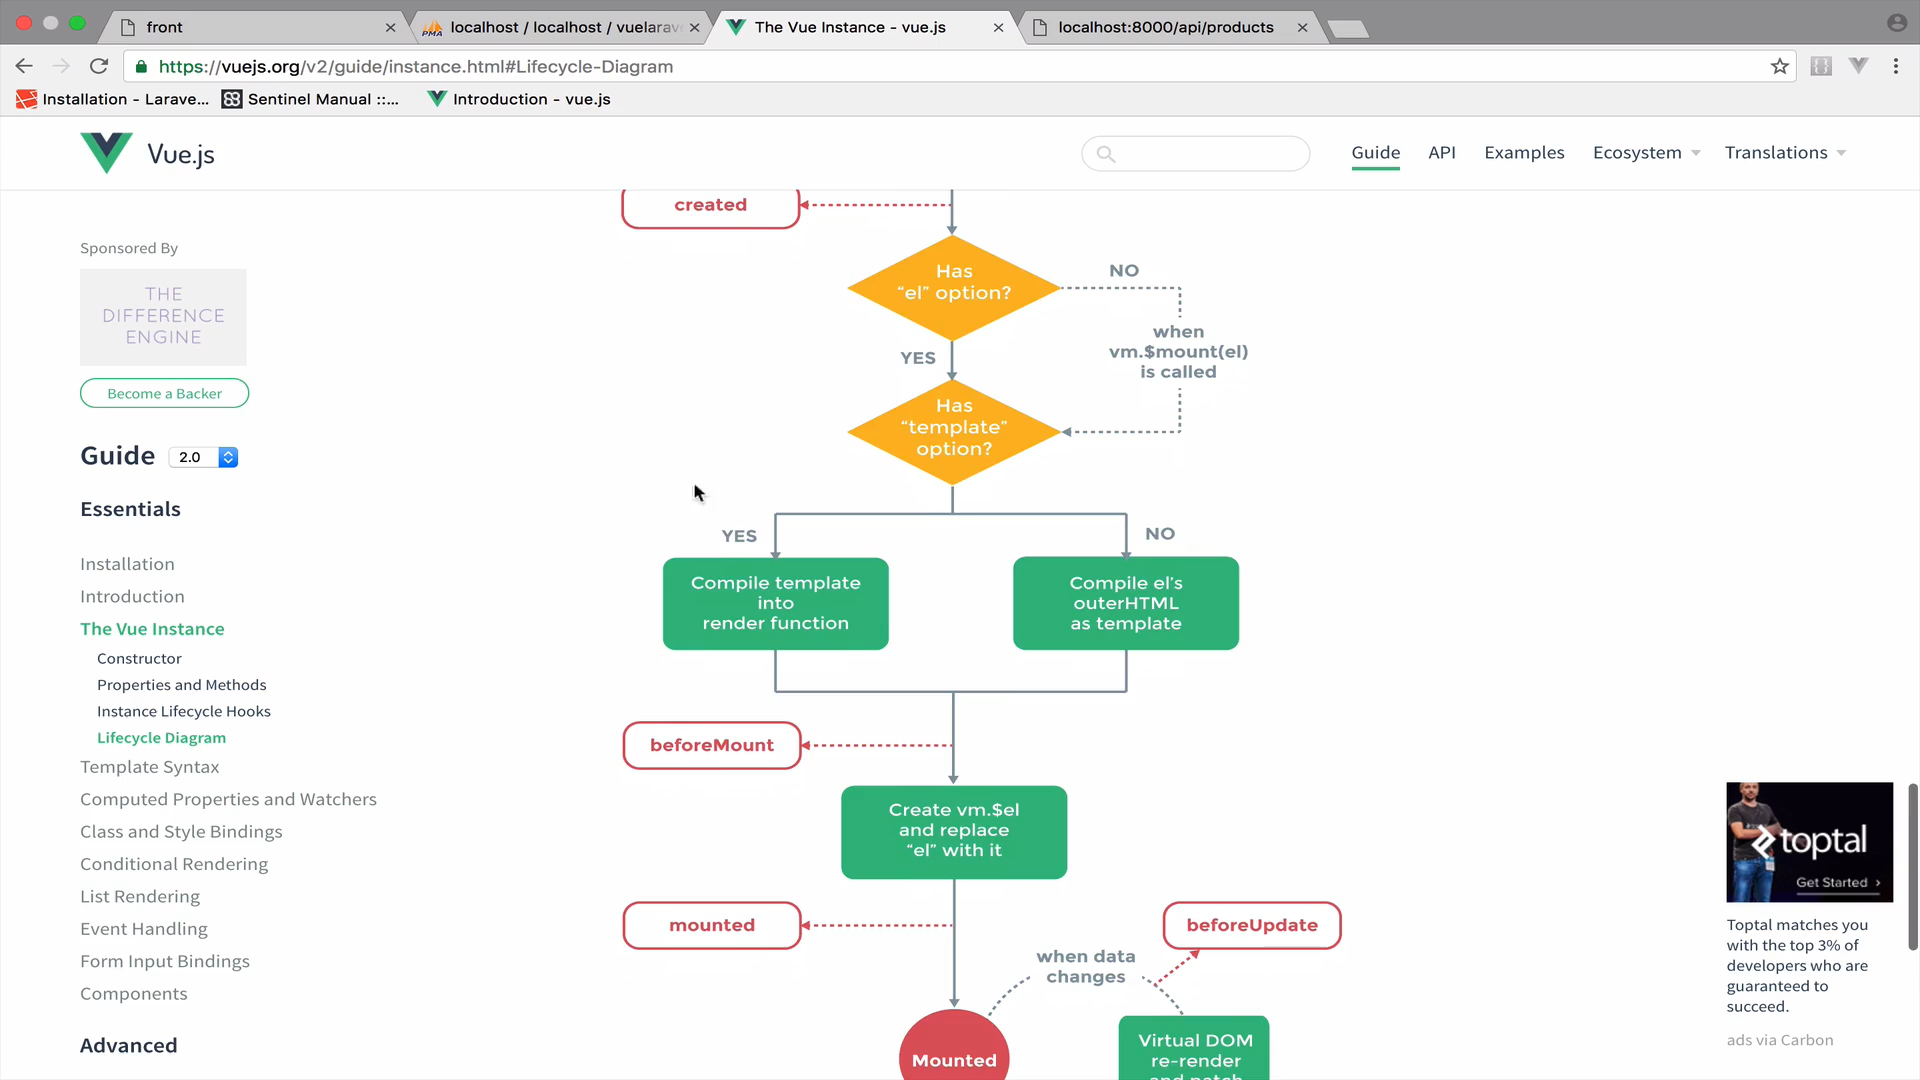 front
localhost / localhost / vuelarav
The Vue Instance - vue.js
localhost:8000/api/products
https://vuejs.org/v2/guide/instance.html#Lifecycle-Diagram
Installation - Larave...
Sentinel Manual ::...
Introduction - vue.js
Vue.js
Guide
API
Examples
Ecosystem
Translations
Sponsored By
THE
DIFFERENCE
ENGINE
Become a Backer
Guide
2.0
Essentials
Installation
Introduction
The Vue Instance
Constructor
Properties and Methods
Instance Lifecycle Hooks
Lifecycle Diagram
Template Syntax
Computed Properties and Watchers
Class and Style Bindings
Conditional Rendering
List Rendering
Event Handling
Form Input Bindings
Components
Advanced
created
Has
“el” option?
NO
when
vm.$mount(el)
is called
YES
Has
“template”
option?
YES
NO
Compile template
into
render function
Compile el’s
outerHTML
as template
beforeMount
Create vm.$el
and replace
“el” with it
mounted
beforeUpdate
when data
changes
Mounted
Virtual DOM
re-render
and patch
toptal
Get Started
Toptal matches you
with the top 3% of
developers who are
guaranteed to
succeed.
ads via Carbon